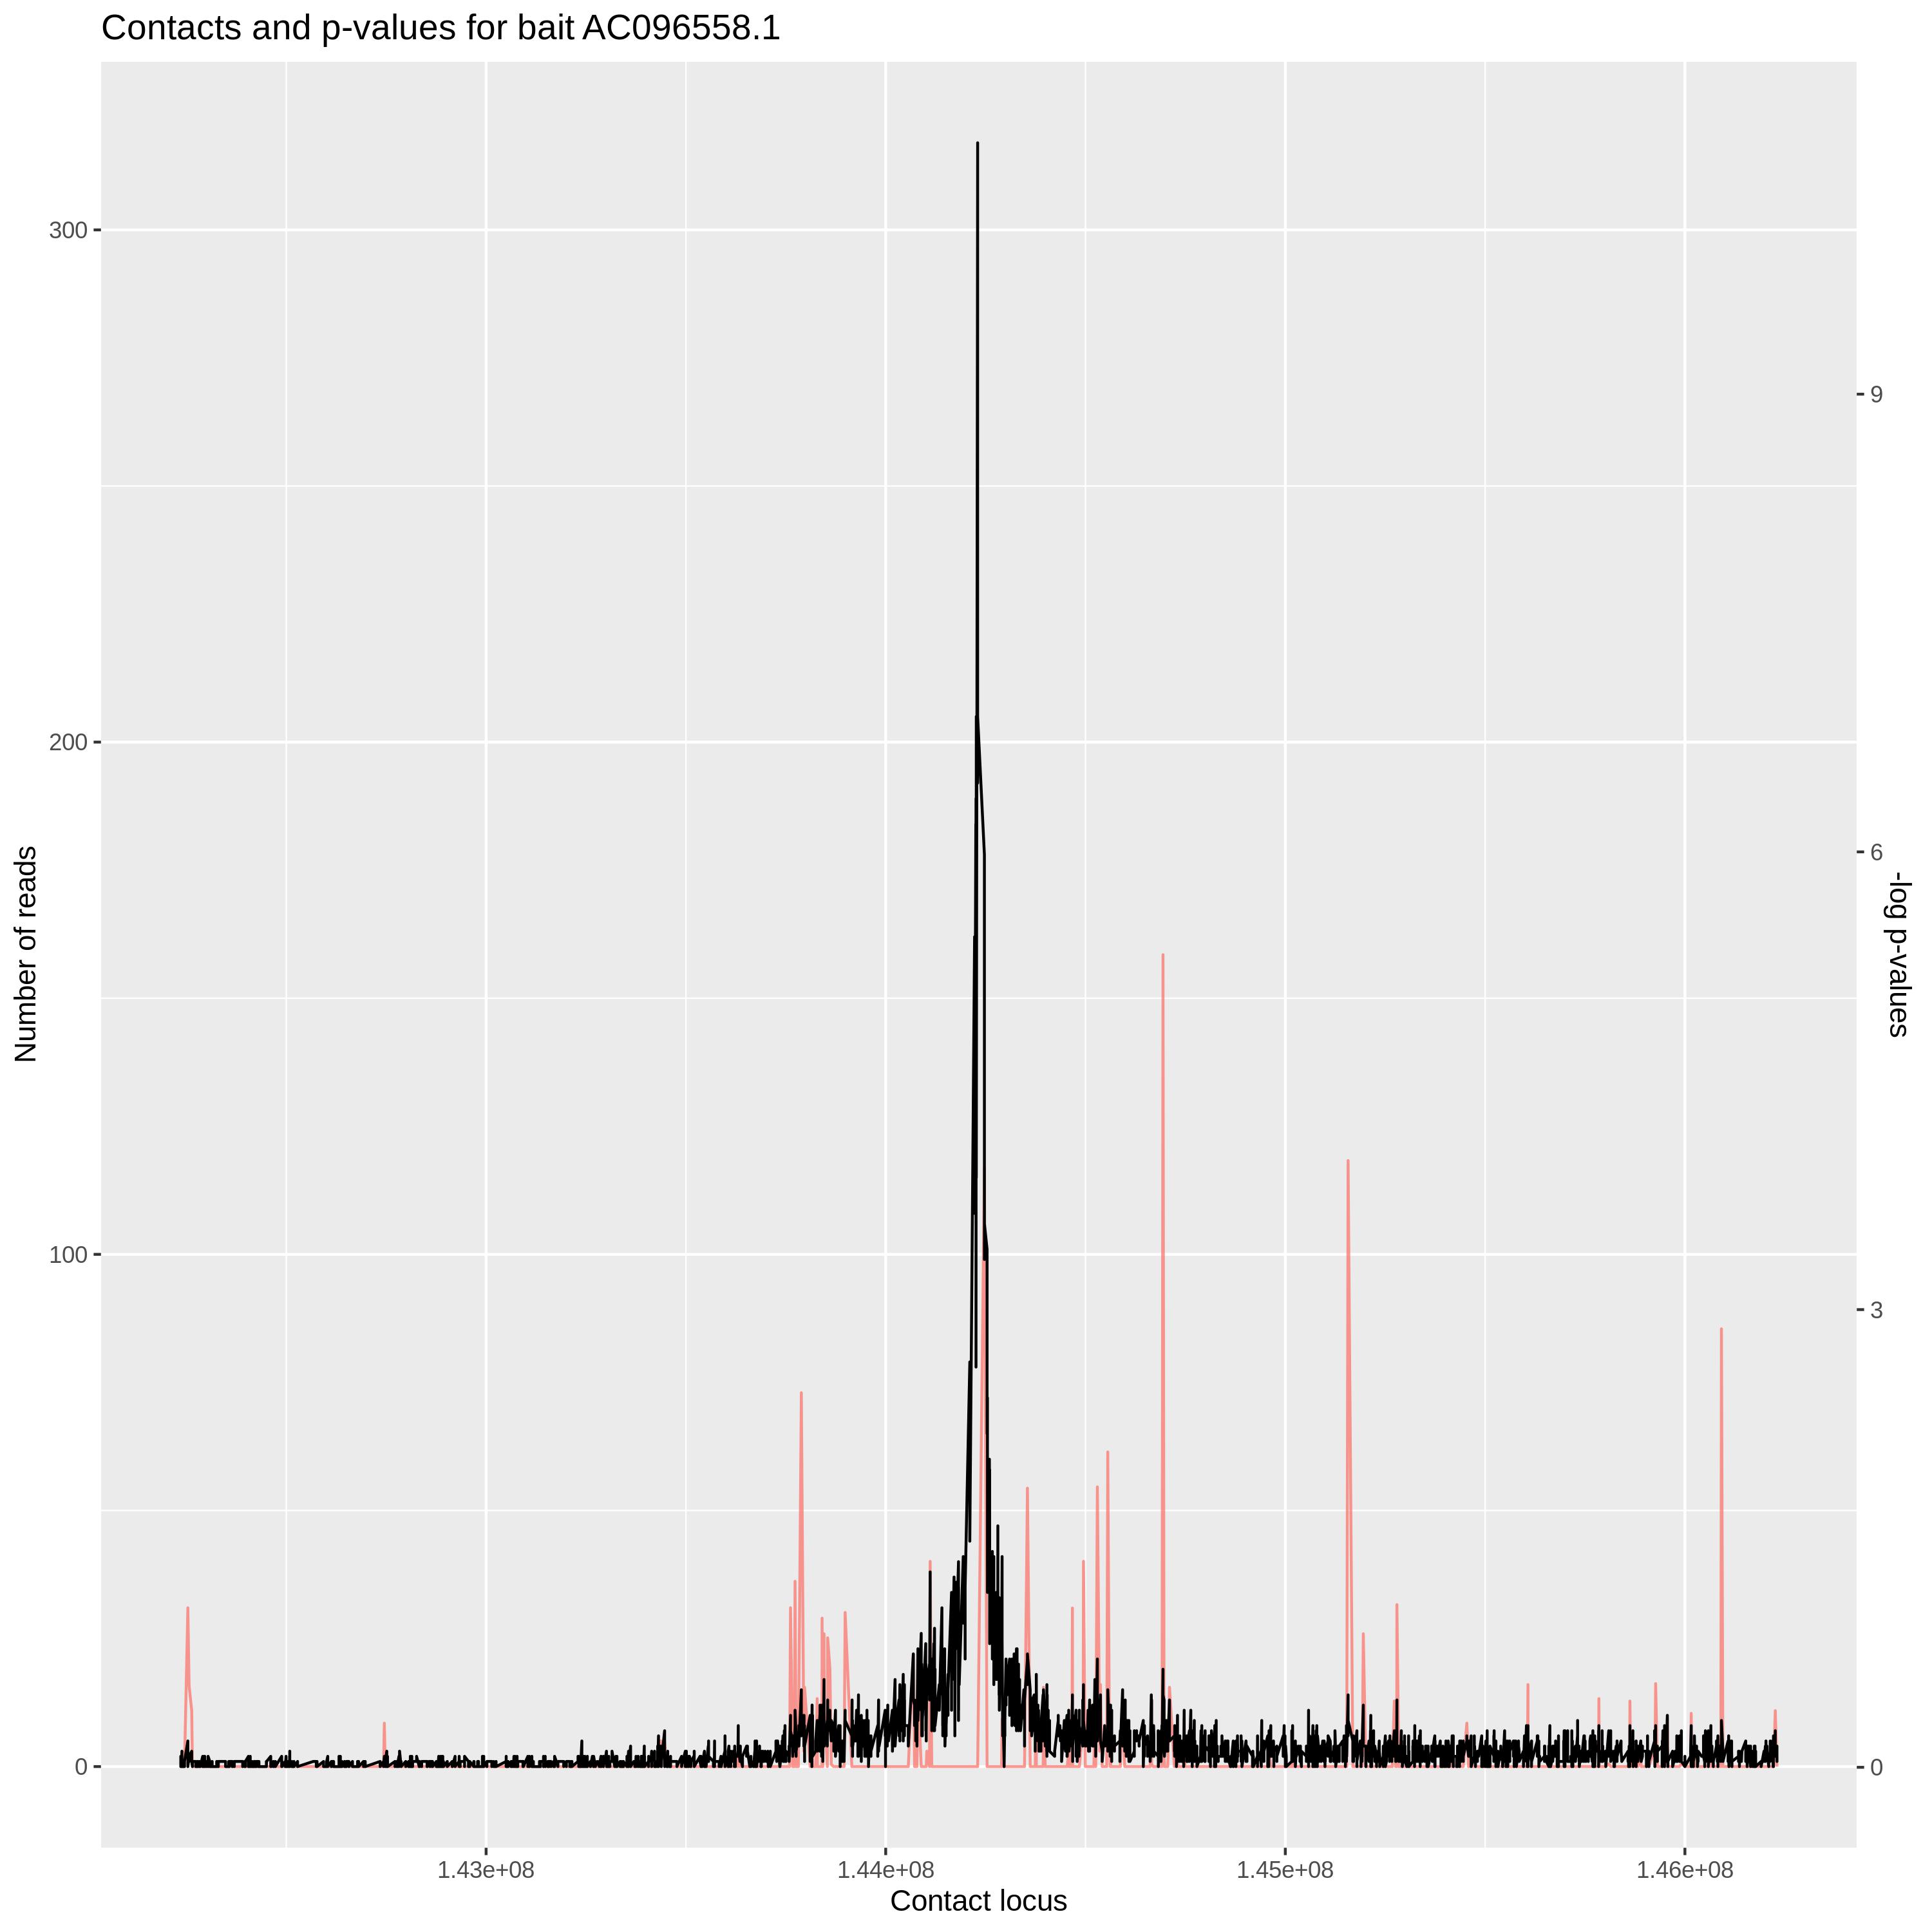 Contacts and p-values for bait AC096558.1
300
200
100
0
Number of reads
9
6
3
0
-log p-values
1.43e+08 1.44e+08 1.45e+08 1.46e+08
Contact locus